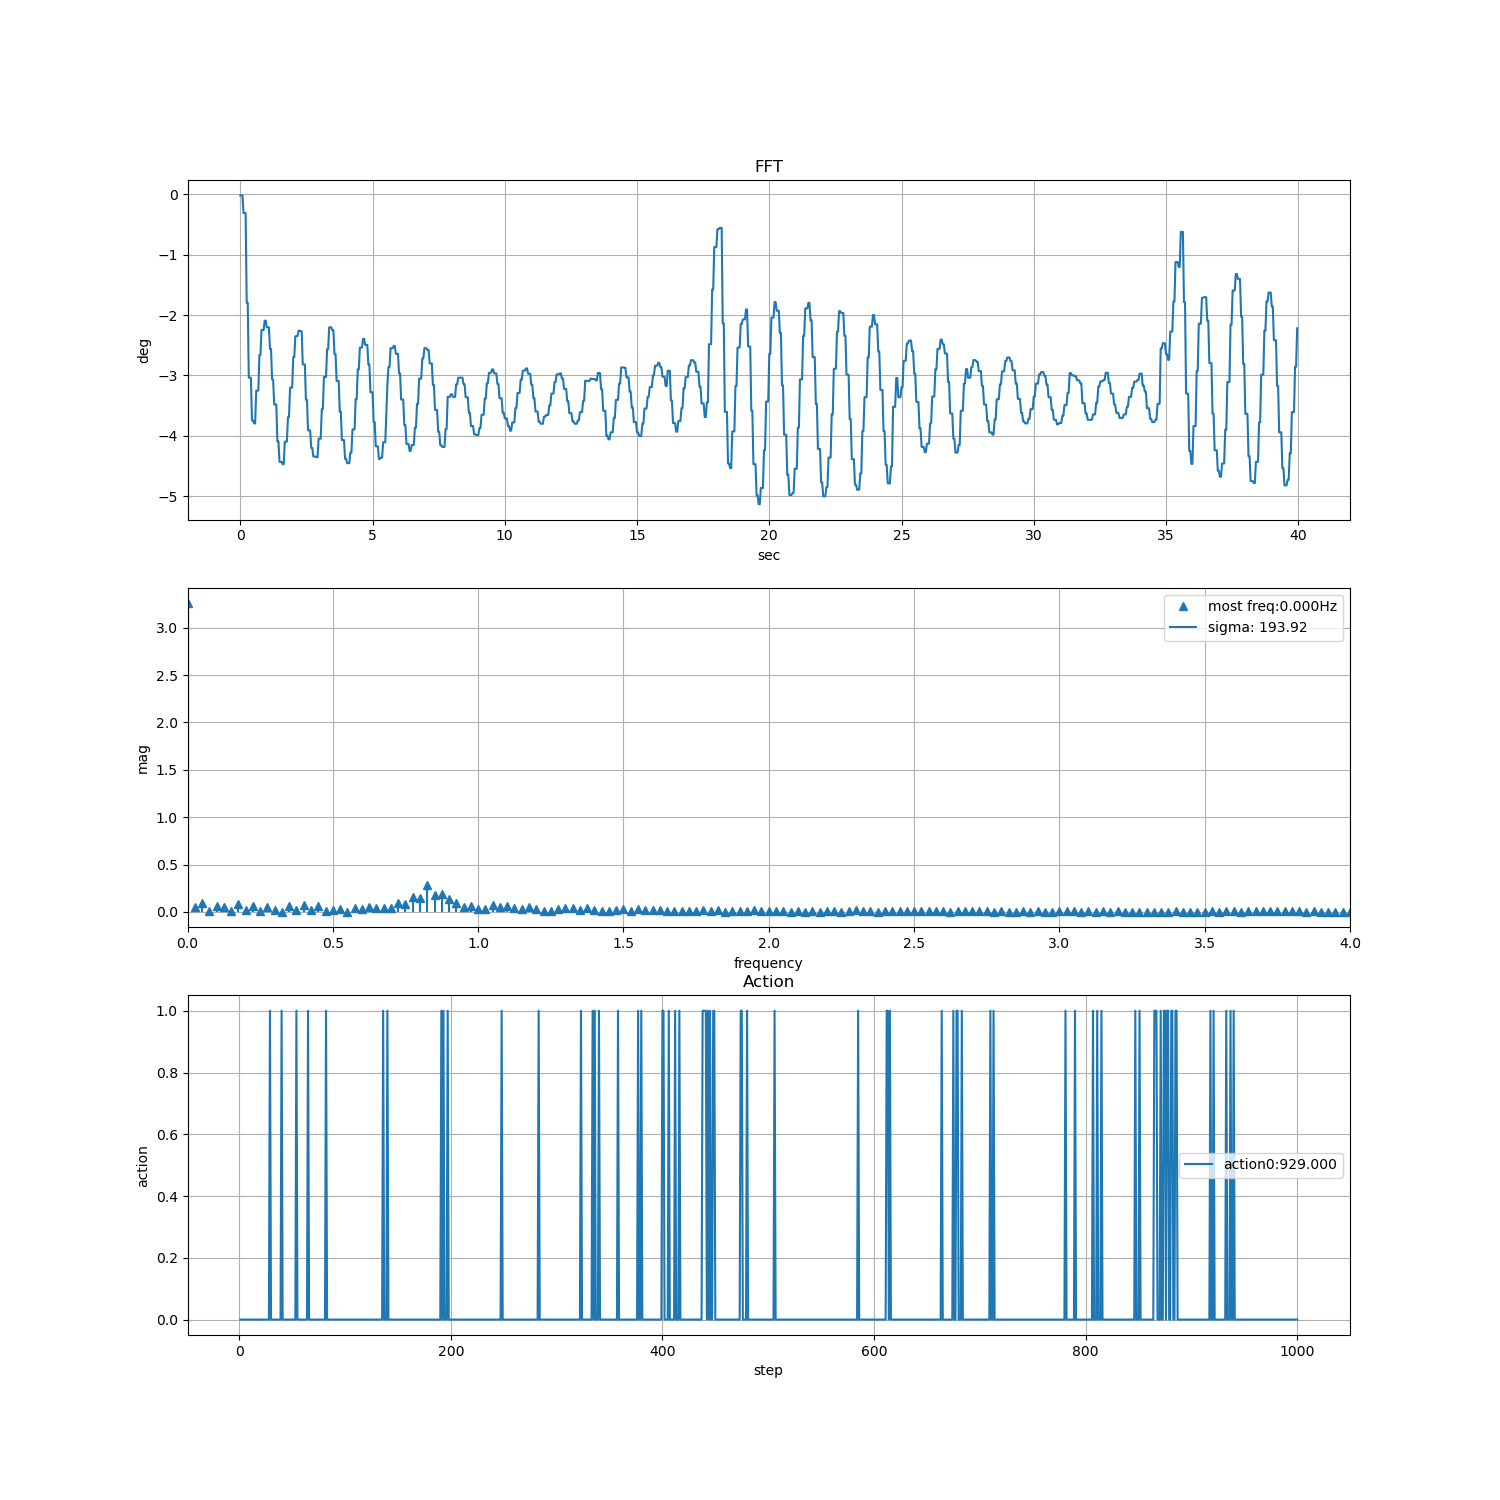 FFT
0
−1
−2
−3
−4
−5
deg
0 5 10 15 20 25 30 35 40
sec
most freq:0.000Hz
sigma: 193.92
3.0
2.5
2.0
1.5
1.0
0.5
0.0
mag
0.0 0.5 1.0 1.5 2.0 2.5 3.0 3.5 4.0
frequency
Action
1.0
0.8
0.6
0.4
0.2
0.0
action
action0:929.000
0 200 400 600 800 1000
step